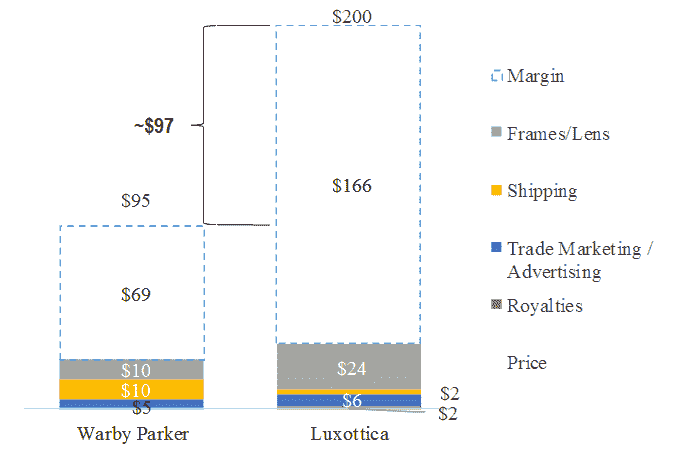 $200
Margin
~$97
Frames/Lens
$166
$95
Shipping
Trade Marketing /
Advertising
$69
Royalties
Price
$10
$24
$10
$2
$5
$6
$2
Warby Parker
Luxottica